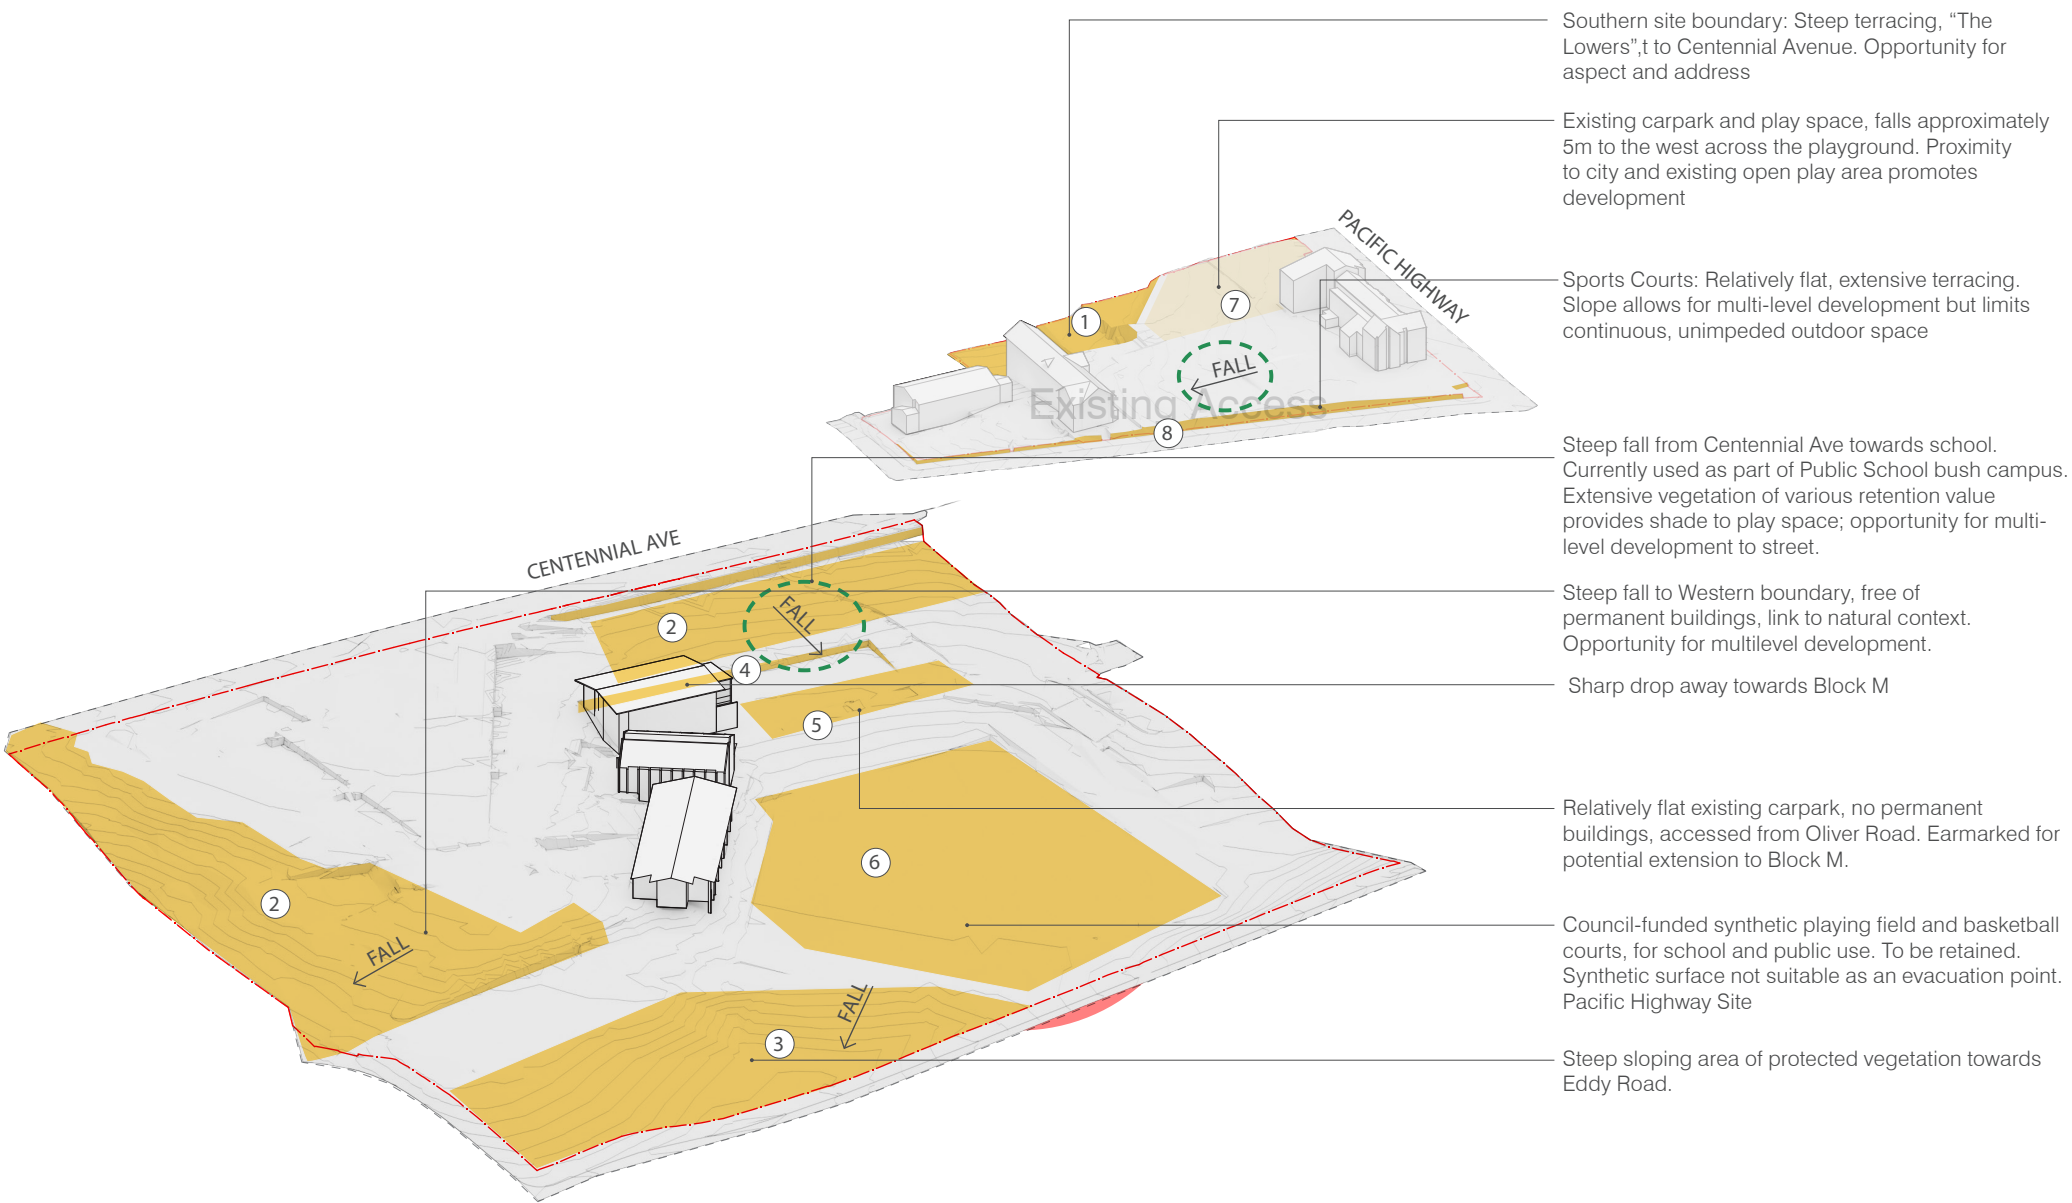 Southern site boundary: Steep terracing, “The
Lowers”,t to Centennial Avenue. Opportunity for
aspect and address
Existing carpark and play space, falls approximately
5m to the west across the playground. Proximity
to city and existing open play area promotes
development
PACIFIC HIGHWAY
Sports Courts: Relatively flat, extensive terracing.
Slope allows for multi-level development but limits
continuous, unimpeded outdoor space
1
7
FALL
Existing Access
8
Steep fall from Centennial Ave towards school.
Currently used as part of Public School bush campus.
Extensive vegetation of various retention value
provides shade to play space; opportunity for multi-
level development to street.
CENTENNIAL AVE
Steep fall to Western boundary, free of
permanent buildings, link to natural context.
Opportunity for multilevel development.
FALL
2
4
Sharp drop away towards Block M
5
Relatively flat existing carpark, no permanent
buildings, accessed from Oliver Road. Earmarked for
potential extension to Block M.
6
2
FALL
Council-funded synthetic playing field and basketball
courts, for school and public use. To be retained.
Synthetic surface not suitable as an evacuation point.
Pacific Highway Site
FALL
3
Steep sloping area of protected vegetation towards
Eddy Road.